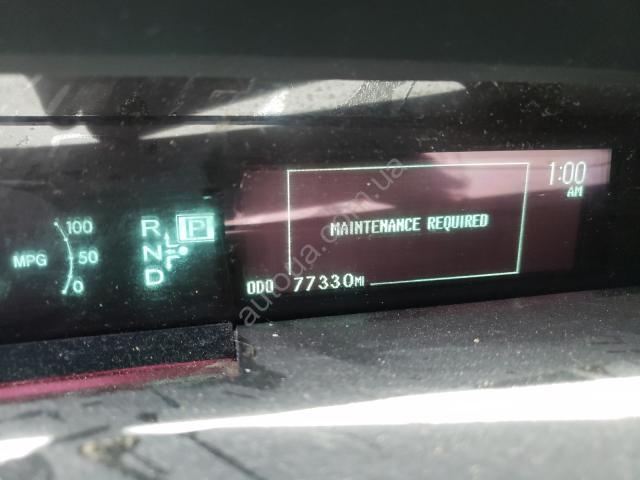 1:00
AM
MAINTENANCE REQUIRED
ODO 77330MI
100
MPG 50
0
R P
N
D
autoua.com.ua